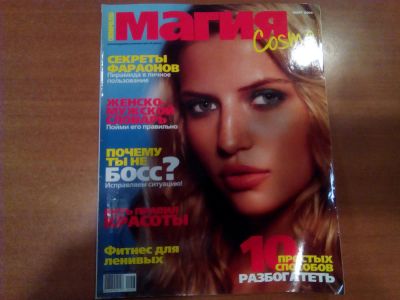 МАГИЯ
Cosmo
СЕКРЕТЫ
ФАРАОНОВ
Пирамида в личное
пользование
ЖЕНСКО-
МУЖСКОЙ
СЛОВАРЬ
Пойми его правильно
ПОЧЕМУ
ТЫ НЕ
БОСС?
Исправляем ситуацию!
КРАСОТЫ
Фитнес для
ленивых
10
ПРОСТЫХ
СПОСОБОВ
РАЗБОГАТЕТЬ